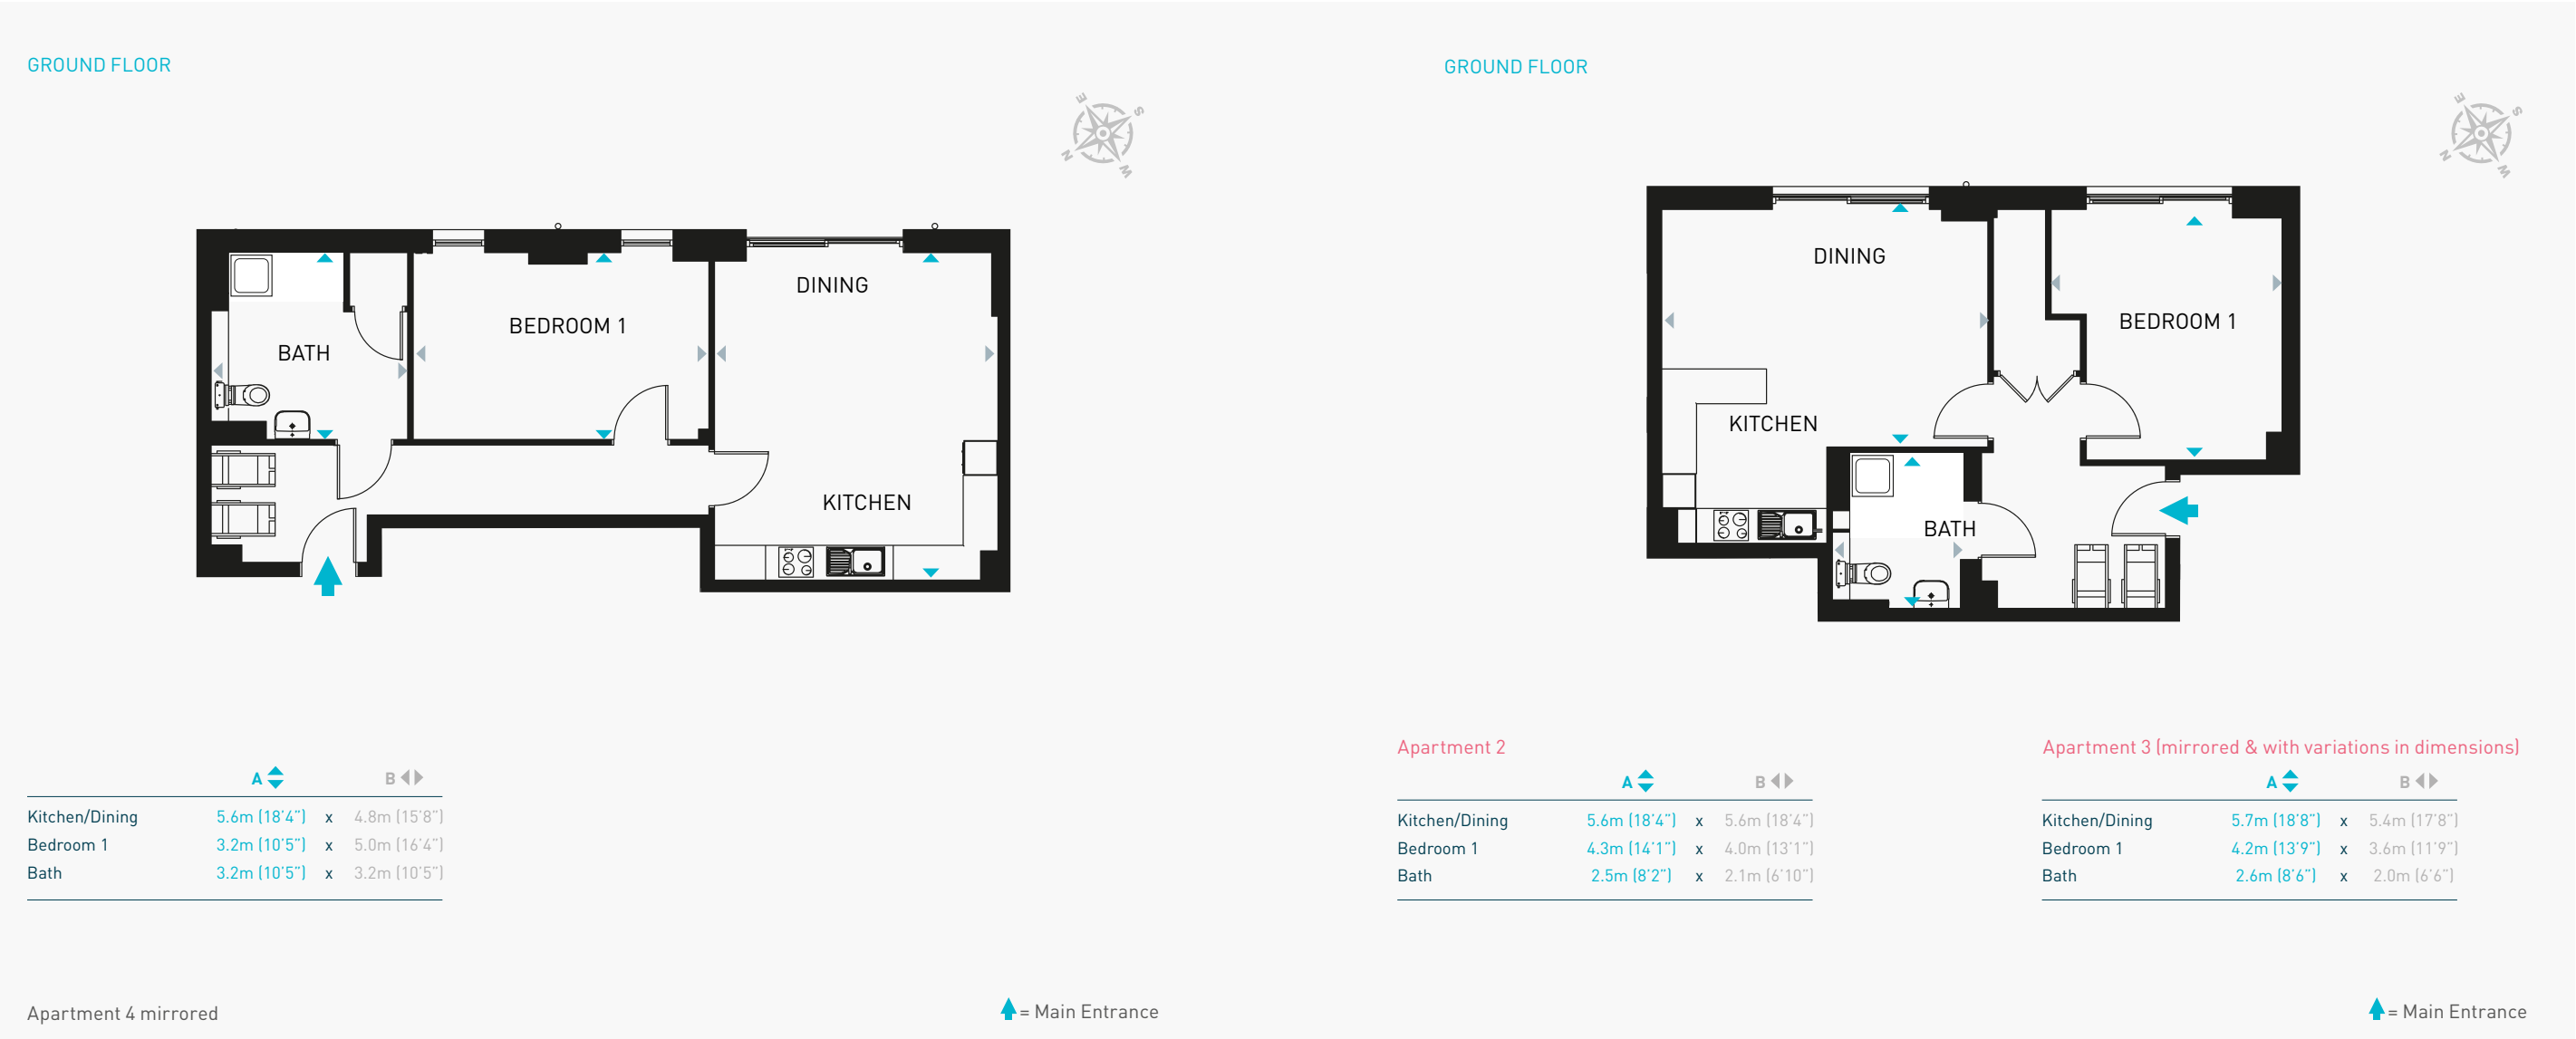 GROUND FLOOR
E
S
N
W
BATH
BEDROOM 1
DINING
KITCHEN
A B
Kitchen/Dining 5.6m (18'4") x 4.8m (15'8")
Bedroom 1 3.2m (10'5") x 5.0m (16'4")
Bath 3.2m (10'5") x 3.2m (10'5")
Apartment 4 mirrored
= Main Entrance
GROUND FLOOR
E
S
N
W
DINING
BEDROOM 1
KITCHEN
BATH
Apartment 2
A B
Kitchen/Dining 5.6m (18'4") x 5.6m (18'4")
Bedroom 1 4.3m (14'1") x 4.0m (13'1")
Bath 2.5m (8'2") x 2.1m (6'10")
Apartment 3 (mirrored & with variations in dimensions)
A B
Kitchen/Dining 5.7m (18'8") x 5.4m (17'8")
Bedroom 1 4.2m (13'9") x 3.6m (11'9")
Bath 2.6m (8'6") x 2.0m (6'6")
= Main Entrance